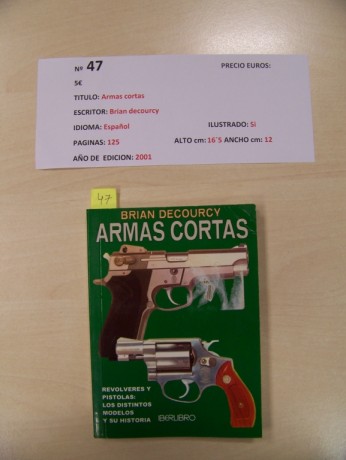 Nº 47
PRECIO EUROS:
5€
TITULO: Armas cortas
ESCRITOR: Brian decourcy
IDIOMA: Español
ILUSTRADO: Si
PAGINAS: 125
ALTO cm: 16´5 ANCHO cm: 12
AÑO DE EDICION: 2001
47
BRIAN DECOURCY
ARMAS CORTAS
REVOLVERES Y
PISTOLAS:
LOS DISTINTOS
MODELOS
Y SU HISTORIA
IBERLIBRO